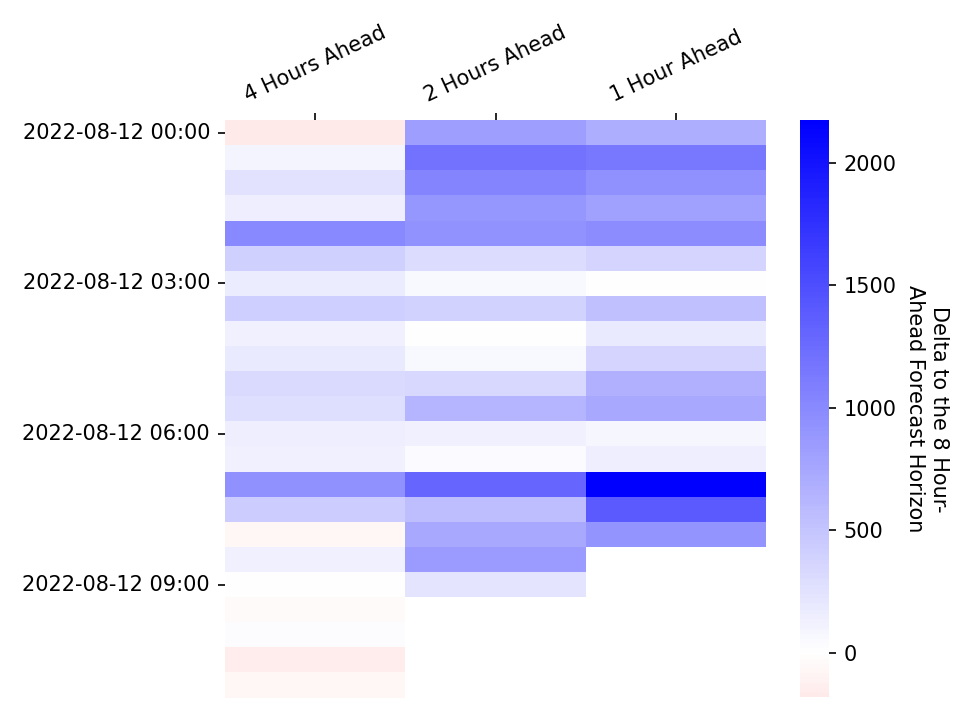 4 Hours Ahead
2 Hours Ahead
1 Hour Ahead
2022-08-12 00:00
2022-08-12 03:00
2022-08-12 06:00
2022-08-12 09:00
2000
1500
1000
500
0
Delta to the 8 Hour-
Ahead Forecast Horizon